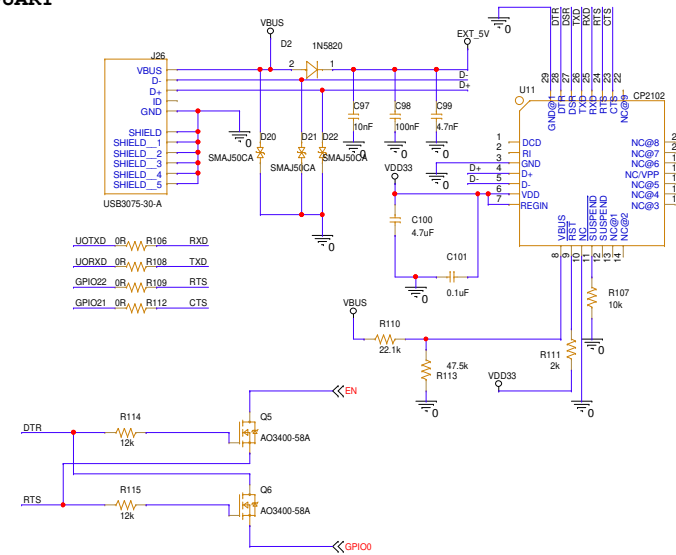 UART
VBUS
D2
1N5820
EXT_5V
J26
VBUS
D-
D+
ID
GND
SHIELD
SHIELD__1
SHIELD__2
SHIELD__3
SHIELD__4
SHIELD__5
USB3075-30-A
2
1
D-
D+
0
D20
SMAJ50CA
D21
SMAJ50CA
D22
SMAJ50CA
0
C97
10nF
C98
100nF
C99
4.7nF
0
0
DTR
DSR
TXD
RXD
RTS
CTS
29
28
27
26
25
24
23
22
U11
CP2102
GND@1
DTR
DSR
TXD
RXD
RTS
CTS
NC@9
1
DCD
2
RI
3
GND
D+
4
D+
D-
5
D-
6
VDD
7
REGIN
NC@8
NC@7
NC@6
NC/VPP
NC@5
NC@4
NC@3
VBUS
RST
NC
SUSPEND
SUSPEND
NC@1
NC@2
8
9
10
11
12
13
14
0
VDD33
C100
4.7uF
C101
0.1uF
0
UOTXD 0R R106 RXD
UORXD 0R R108 TXD
GPIO22 0R R109 RTS
GPIO21 0R R112 CTS
VBUS
R110
22.1k
47.5k
R113
0
VDD33
R111
2k
R107
10k
0
0
EN
DTR
R114
12k
Q5
AO3400-58A
RTS
R115
12k
Q6
AO3400-58A
GPIO0